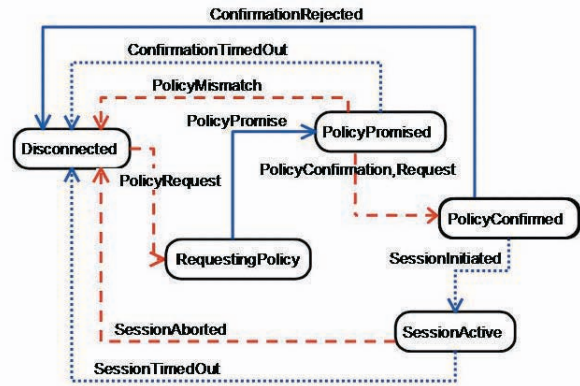 ConfirmationRejected
ConfirmationTimedOut
PolicyMismatch
PolicyPromise
PolicyPromised
Disconnected
PolicyRequest
PolicyConfirmation,Request
PolicyConfirmed
RequestingPolicy
SessionInitiated
SessionAborted
SessionActive
SessionTimedOut